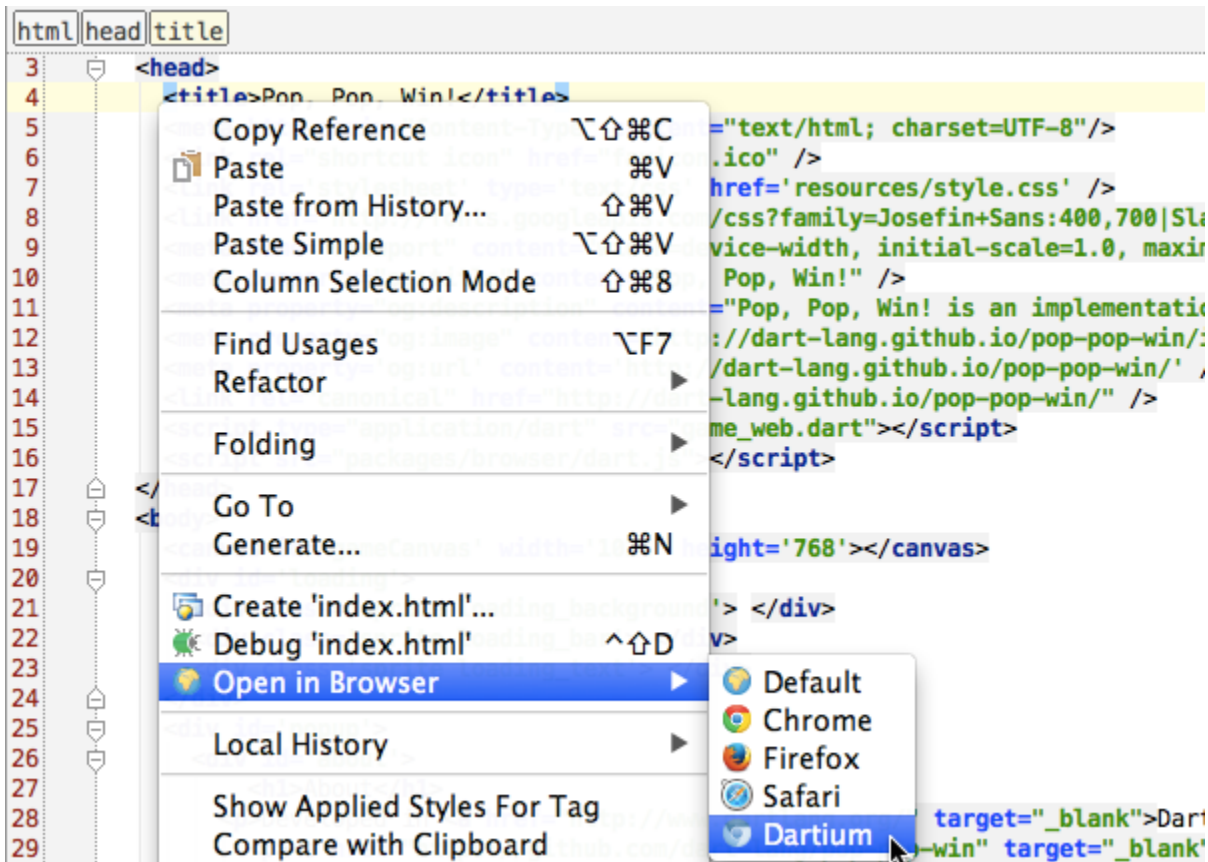 html head title
3 <head>
4 <title>Pop, Pop, Win!</title>
5 ="text/html; charset=UTF-8"/>
6 .ico" />
7 href='resources/style.css' />
8 /css?family=Josefin+Sans:400,700|Sla
9 vice-width, initial-scale=1.0, maxim
10 Pop, Win!" />
11 ="Pop, Pop, Win! is an implementatio
12 ://dart-lang.github.io/pop-pop-win/i
13 /dart-lang.github.io/pop-pop-win/' /
14 -lang.github.io/pop-pop-win/" />
15 me_web.dart"></script>
16 ></script>
17 </
18 <b
19 ight='768'></canvas>
20
21 '> </div>
22 v>
23
24
25
26
27
28 target="_blank">Dart
29 -win" target="_blank"
Copy Reference ⌥⇧⌘C
Paste ⌘V
Paste from History... ⇧⌘V
Paste Simple ⌥⇧⌘V
Column Selection Mode ⇧⌘8
Find Usages ⌥F7
Refactor ▶
Folding ▶
Go To ▶
Generate... ⌘N
Create 'index.html'...
Debug 'index.html' ^⇧D
Open in Browser ▶
Local History ▶
Show Applied Styles For Tag
Compare with Clipboard
Default
Chrome
Firefox
Safari
Dartium